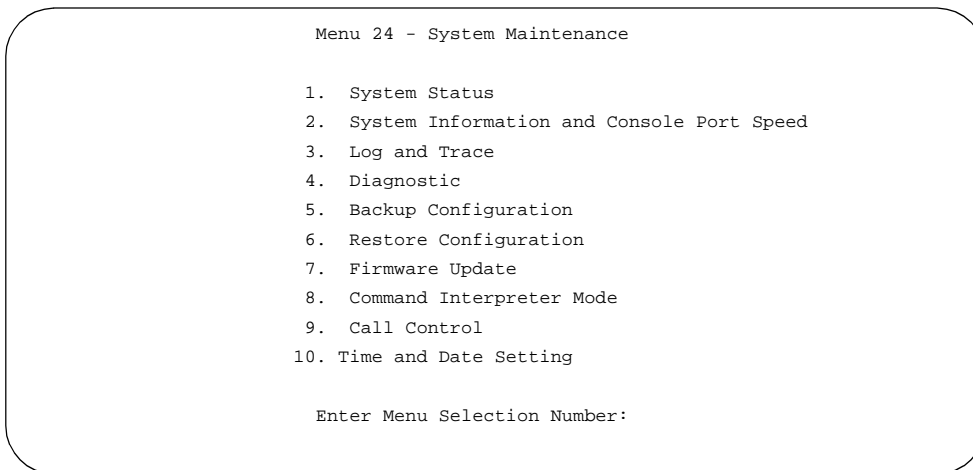 Menu 24 - System Maintenance
1. System Status
2. System Information and Console Port Speed
3. Log and Trace
4. Diagnostic
5. Backup Configuration
6. Restore Configuration
7. Firmware Update
8. Command Interpreter Mode
9. Call Control
10. Time and Date Setting
Enter Menu Selection Number: